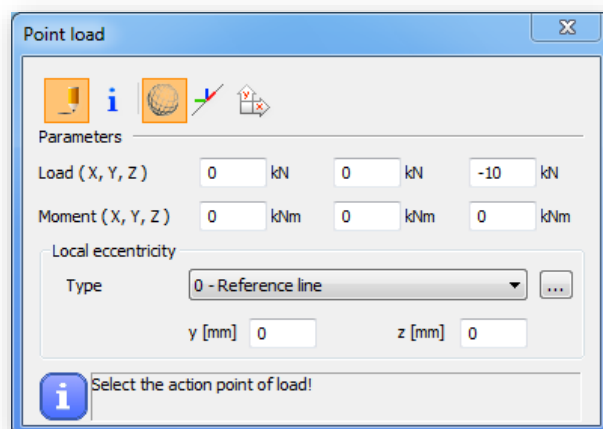 Point load
Parameters
Load ( X, Y, Z ) 0 kN 0 kN -10 kN
Moment ( X, Y, Z ) 0 kNm 0 kNm 0 kNm
Local eccentricity
Type 0 - Reference line ...
y [mm] 0 z [mm] 0
Select the action point of load!